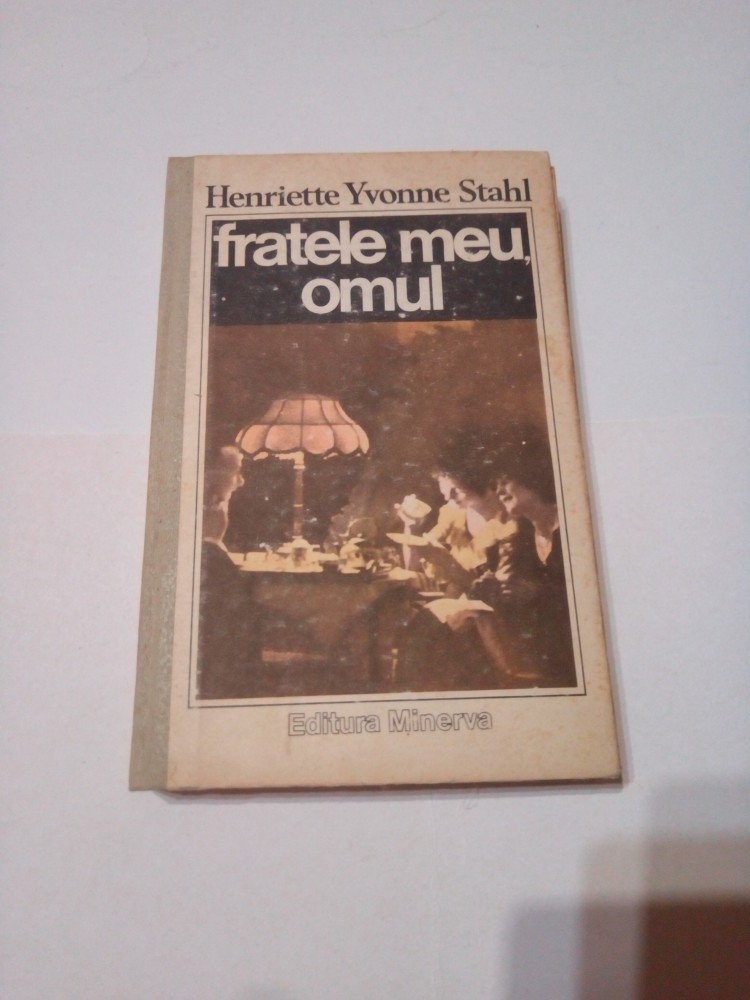 Henriette Yvonne Stahl
fratele meu,
omul
Editura Minerva